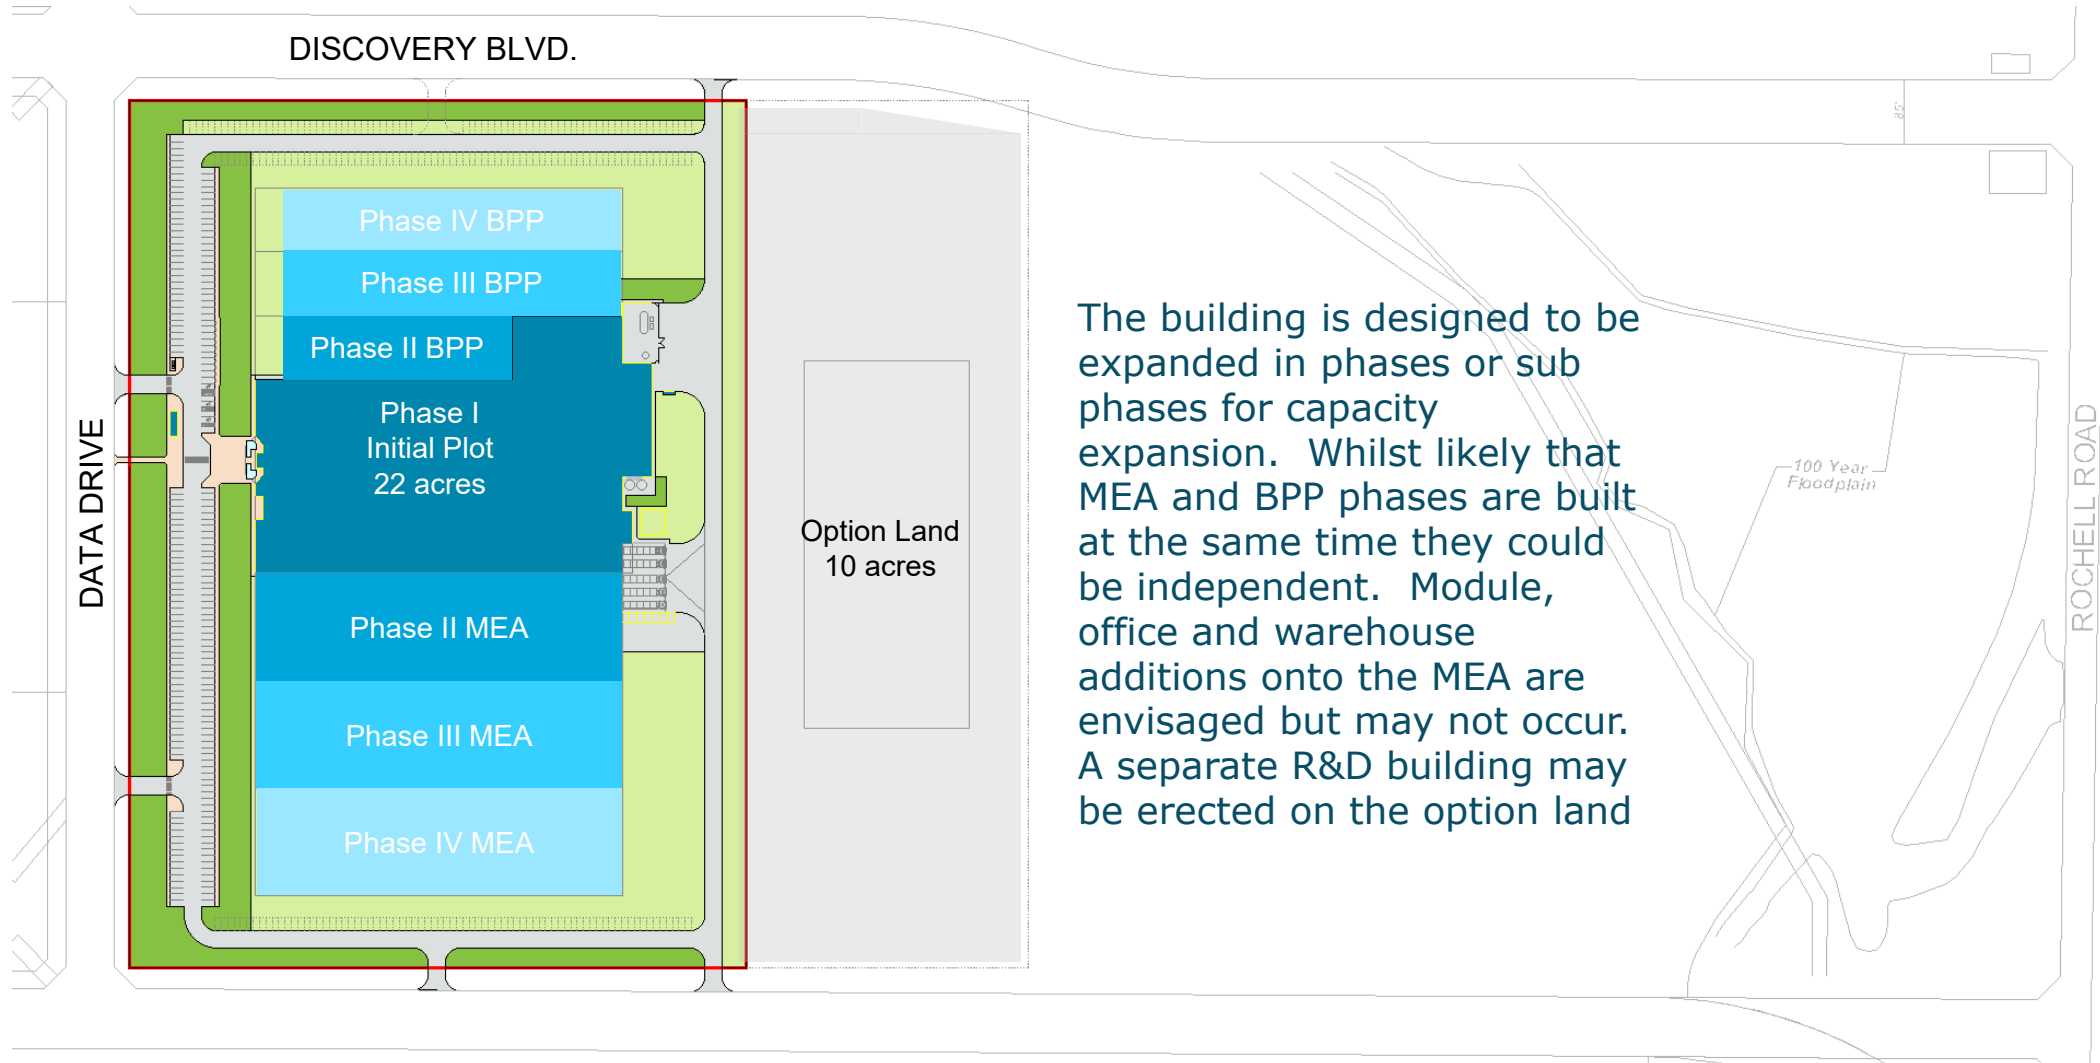 DISCOVERY BLVD.
85'
Phase IV BPP
Phase III BPP
Phase II BPP
Phase I
Initial Plot
22 acres
DATA DRIVE
Phase II MEA
Phase III MEA
Phase IV MEA
Option Land
10 acres
The building is designed to be
expanded in phases or sub
phases for capacity
expansion.  Whilst likely that
MEA and BPP phases are built
at the same time they could
be independent.  Module,
office and warehouse
additions onto the MEA are
envisaged but may not occur.
A separate R&D building may
be erected on the option land
100 Year
Floodplain
ROCHELL ROAD